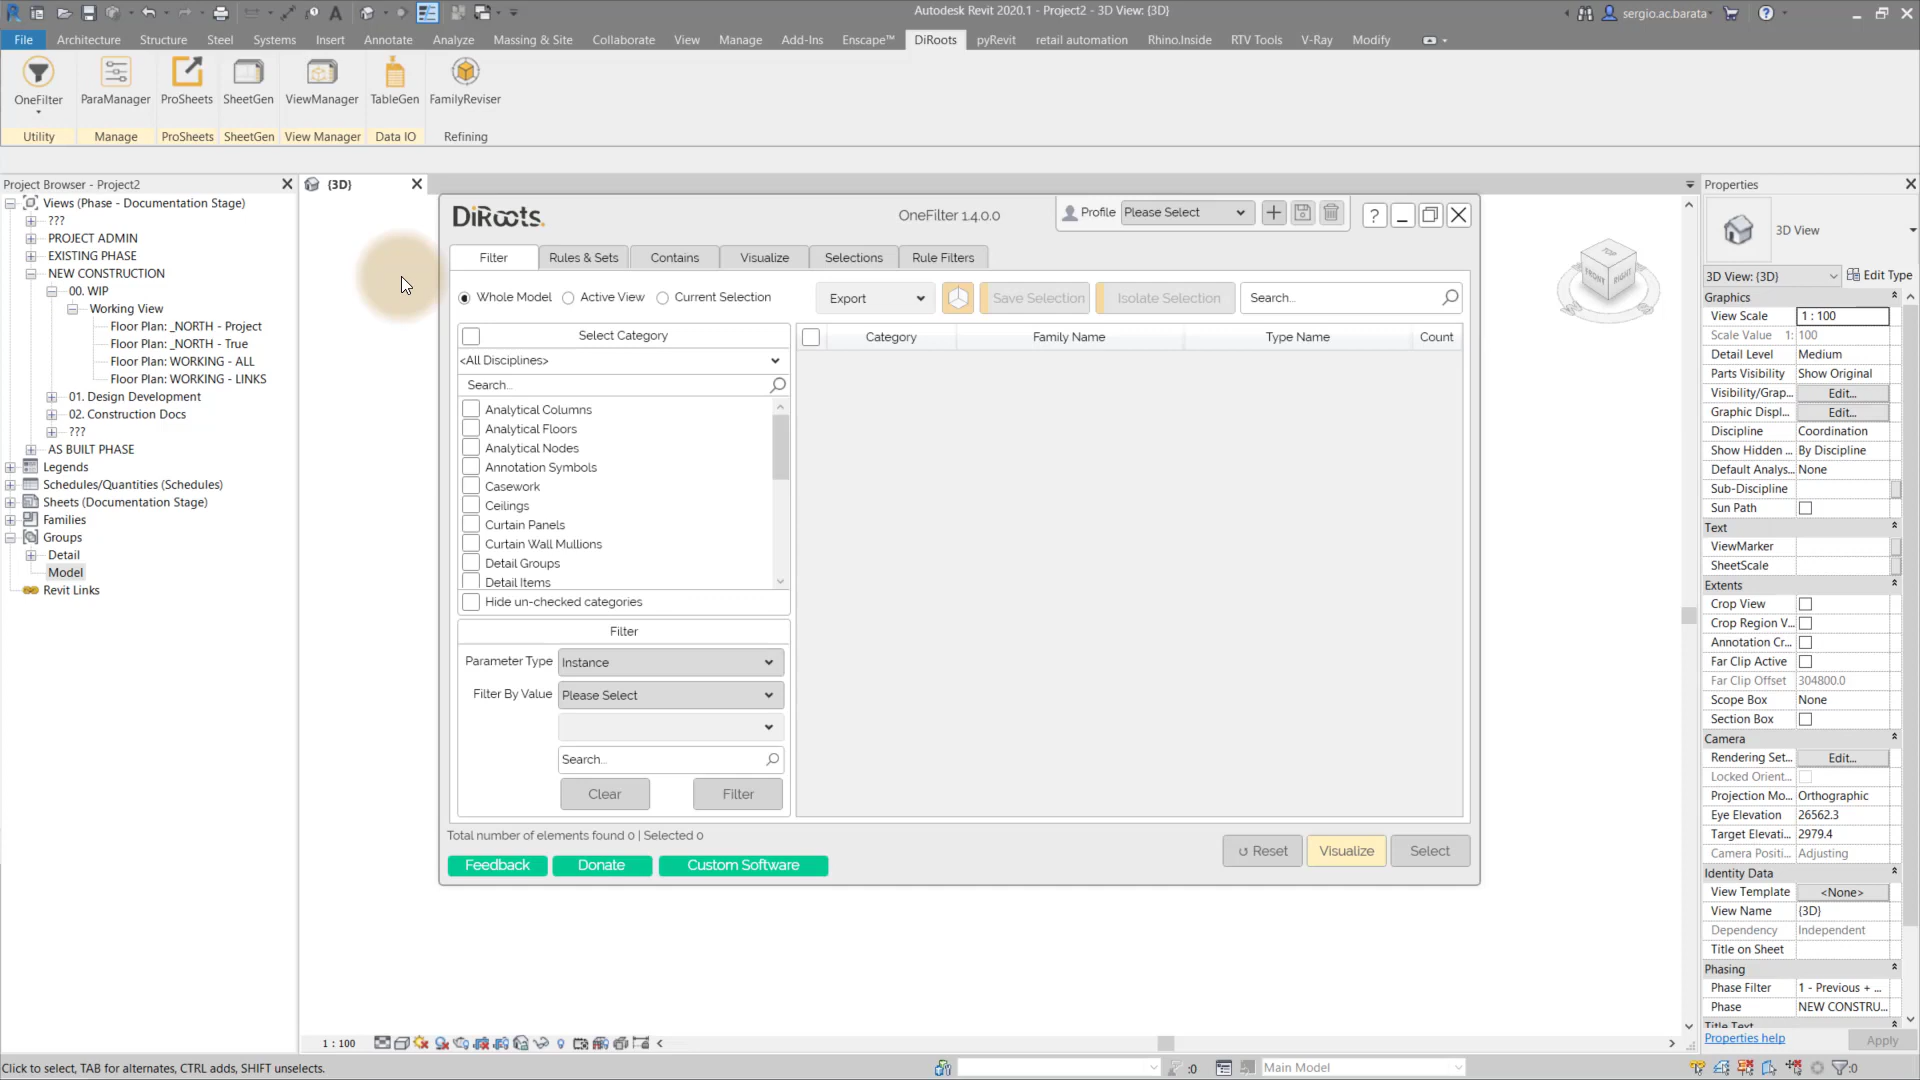 Autodesk Revit 2020.1 - Project2 - 3D View: {3D}
sergio.ac.barata
File Architecture Structure Steel Systems Insert Annotate Analyze Massing & Site Collaborate View Manage Add-Ins Enscape™ DiRoots pyRevit retail automation Rhino.Inside RTV Tools V-Ray Modify
OneFilter ParaManager ProSheets SheetGen ViewManager TableGen FamilyReviser
Utility Manage ProSheets SheetGen View Manager Data IO Refining
Project Browser - Project2
Views (Phase - Documentation Stage)
???
PROJECT ADMIN
EXISTING PHASE
NEW CONSTRUCTION
00. WIP
Working View
Floor Plan: _NORTH - Project
Floor Plan: _NORTH - True
Floor Plan: WORKING - ALL
Floor Plan: WORKING - LINKS
01. Design Development
02. Construction Docs
???
AS BUILT PHASE
Legends
Schedules/Quantities (Schedules)
Sheets (Documentation Stage)
Families
Groups
Detail
Model
Revit Links
{3D}
DiRoots.
OneFilter 1.4.0.0
Profile Please Select
Filter Rules & Sets Contains Visualize Selections Rule Filters
Whole Model Active View Current Selection Export Save Selection Isolate Selection Search...
Select Category
<All Disciplines>
Search...
Analytical Columns
Analytical Floors
Analytical Nodes
Annotation Symbols
Casework
Ceilings
Curtain Panels
Curtain Wall Mullions
Detail Groups
Detail Items
Hide un-checked categories
Filter
Parameter Type Instance
Filter By Value Please Select
Search...
Clear Filter
Category Family Name Type Name Count
Total number of elements found 0 | Selected 0
Feedback Donate Custom Software
Reset Visualize Select
FRONT RIGHT
Properties
3D View
3D View: {3D} Edit Type
Graphics
View Scale 1 : 100
Scale Value 1: 100
Detail Level Medium
Parts Visibility Show Original
Visibility/Grap... Edit...
Graphic Displ... Edit...
Discipline Coordination
Show Hidden ... By Discipline
Default Analys... None
Sub-Discipline
Sun Path
Text
ViewMarker
SheetScale
Extents
Crop View
Crop Region V...
Annotation Cr...
Far Clip Active
Far Clip Offset 304800.0
Scope Box None
Section Box
Camera
Rendering Set... Edit...
Locked Orient...
Projection Mo... Orthographic
Eye Elevation 26562.3
Target Elevati... 2979.4
Camera Positi... Adjusting
Identity Data
View Template <None>
View Name {3D}
Dependency Independent
Title on Sheet
Phasing
Phase Filter 1 - Previous + ...
Phase NEW CONSTRU...
Title Text
Properties help Apply
1 : 100
Click to select, TAB for alternates, CTRL adds, SHIFT unselects.
:0
Main Model
:0